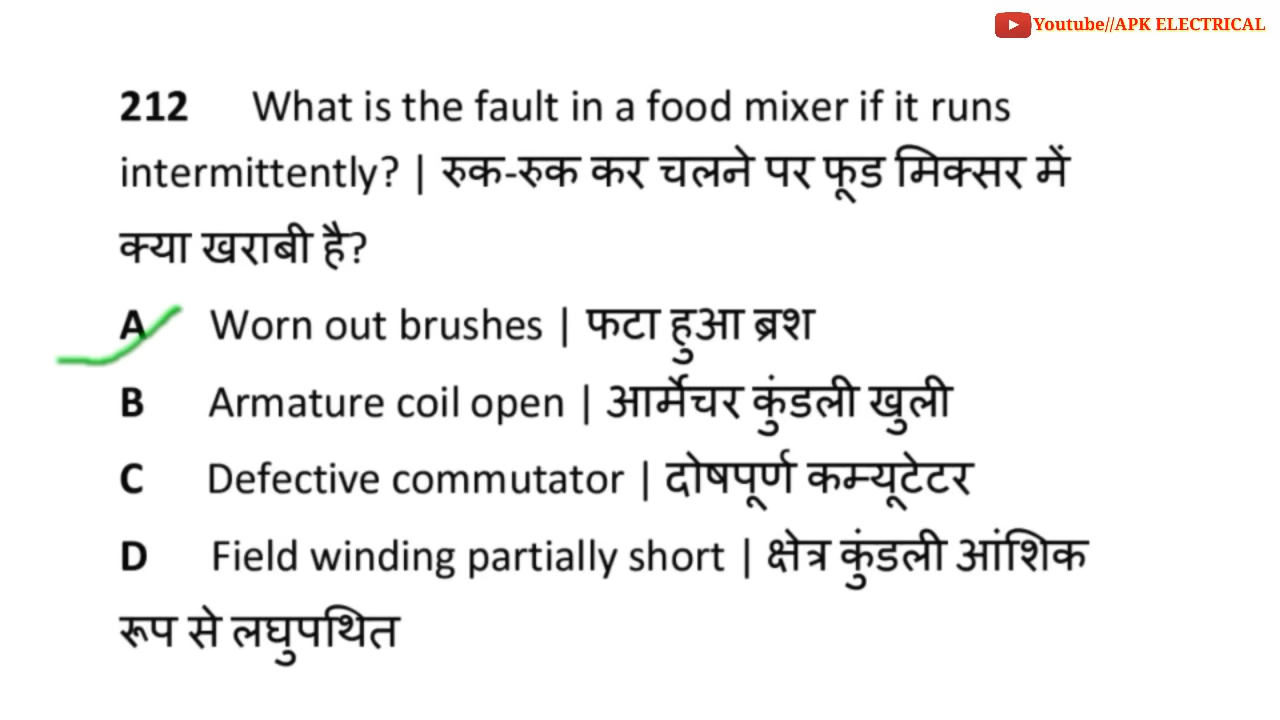 Youtube//APK ELECTRICAL
212 What is the fault in a food mixer if it runs
intermittently? | रुक-रुक कर चलने पर फूड मिक्सर में
क्या खराबी है?
A Worn out brushes | फटा हुआ ब्रश
B Armature coil open | आर्मेचर कुंडली खुली
C Defective commutator | दोषपूर्ण कम्यूटेटर
D Field winding partially short | क्षेत्र कुंडली आंशिक
रूप से लघुपथित